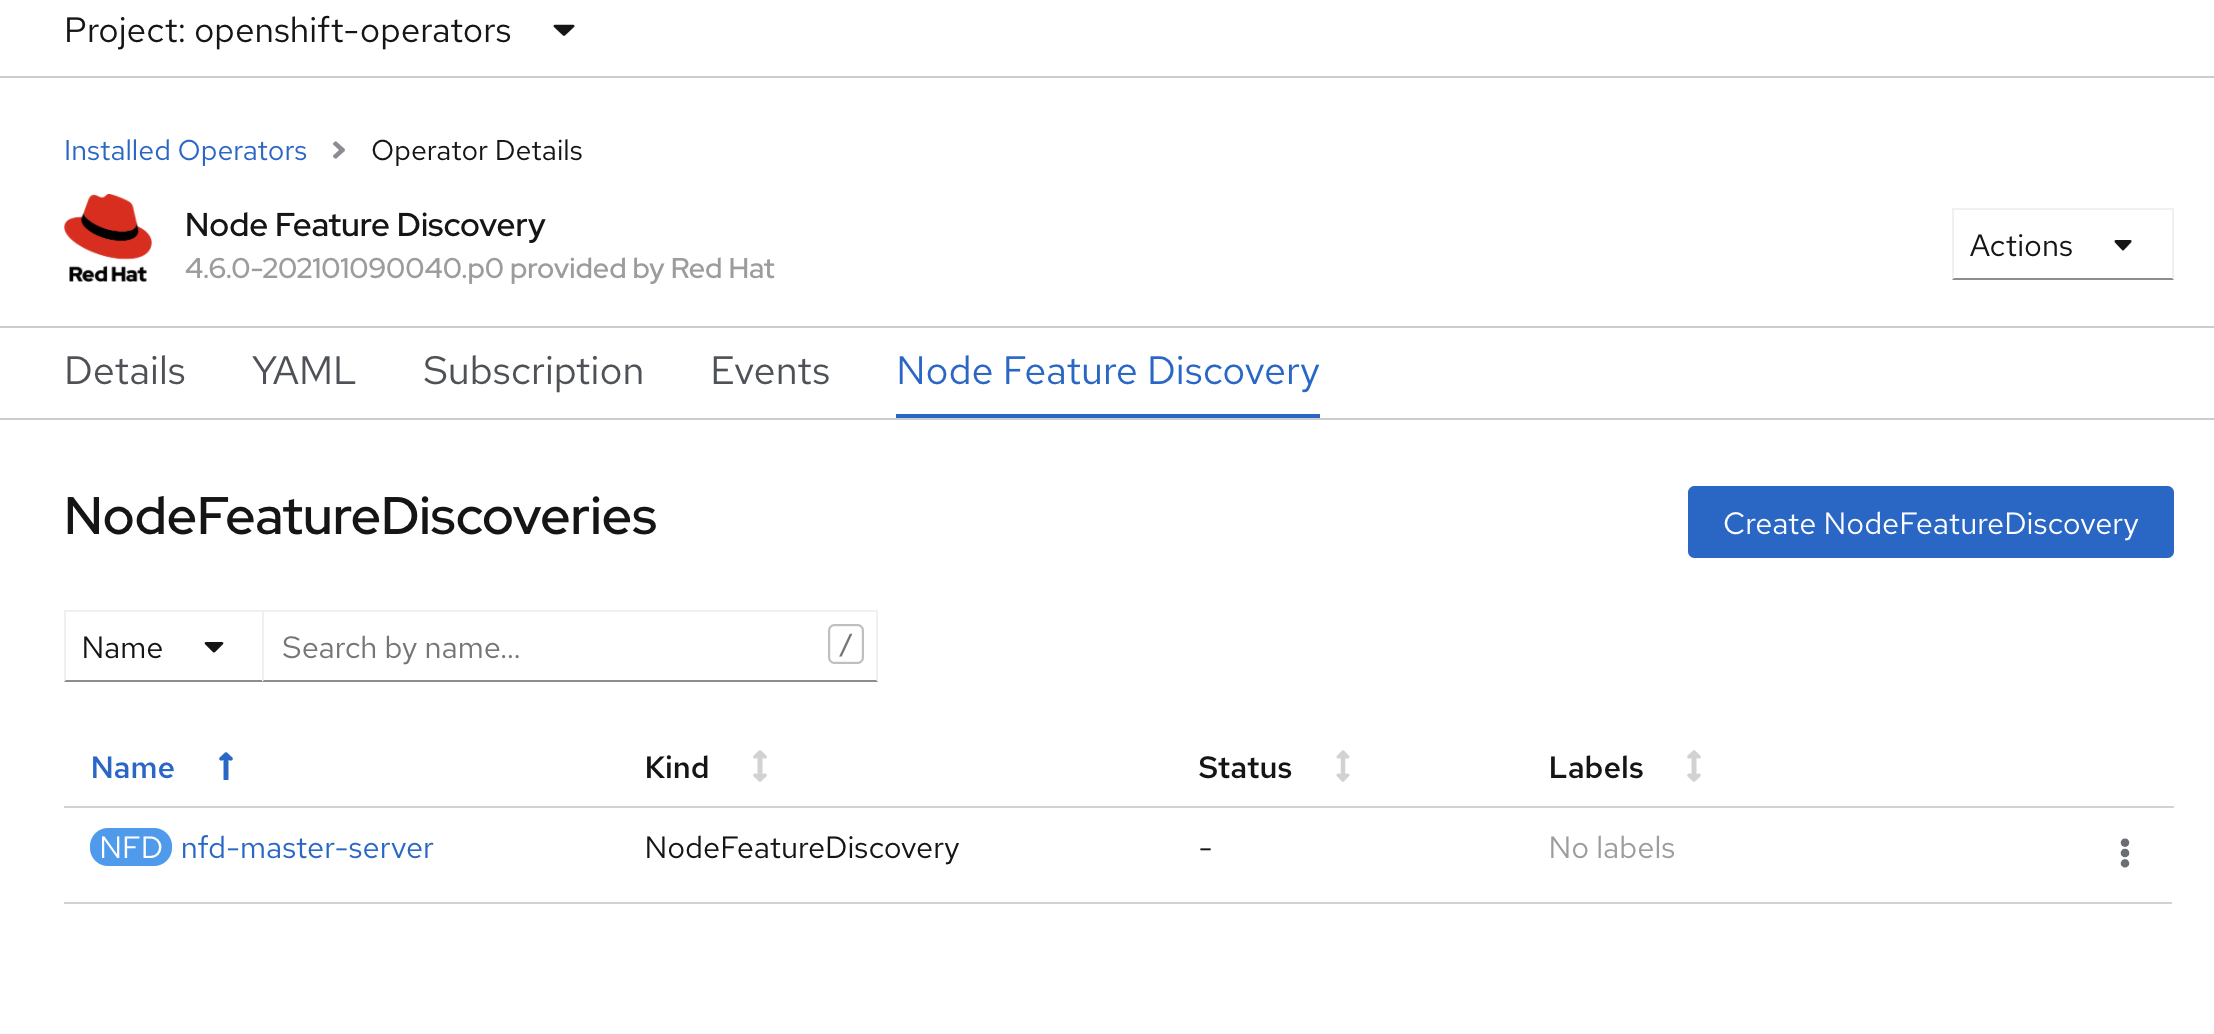 Project: openshift-operators
Installed Operators Operator Details
Node Feature Discovery
4.6.0-202101090040.p0 provided by Red Hat
Red Hat
Actions
Details YAML Subscription Events Node Feature Discovery
NodeFeatureDiscoveries
Create NodeFeatureDiscovery
Name Search by name... /
Name Kind Status Labels
NFD nfd-master-server NodeFeatureDiscovery - No labels